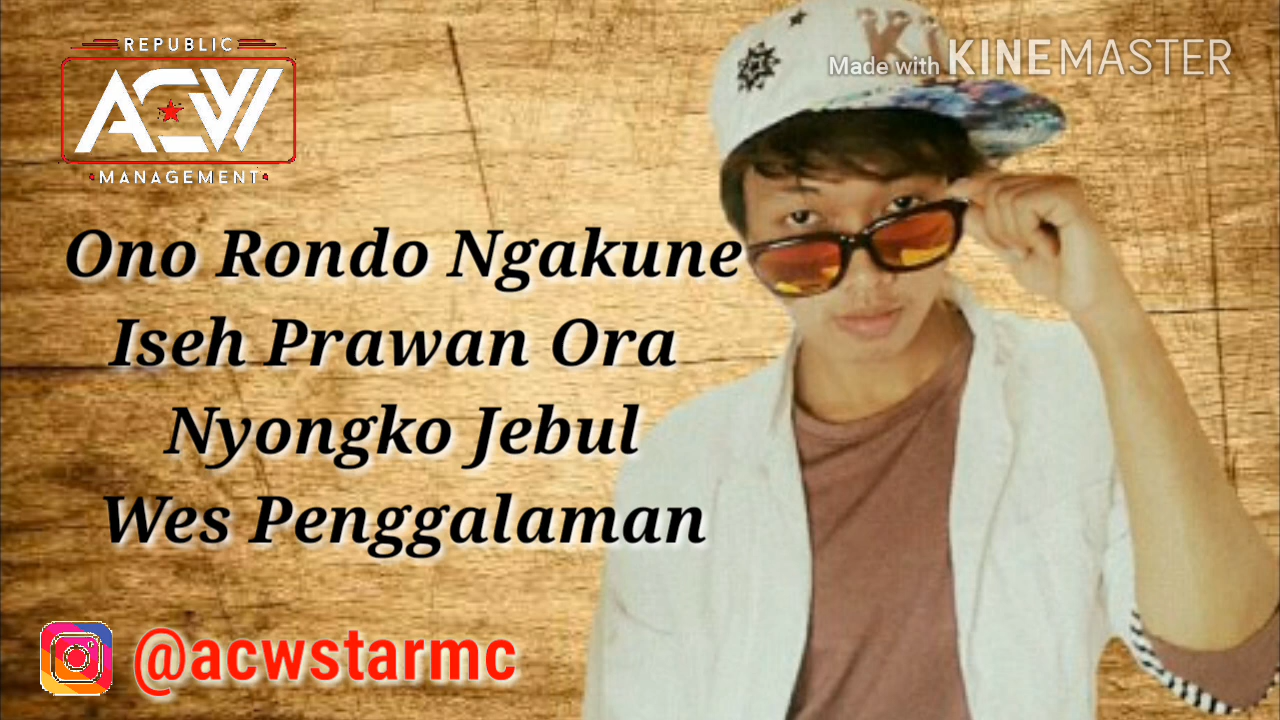 REPUBLIC
ACW
MANAGEMENT
Made with KINEMASTER
Ono Rondo Ngakune
Iseh Prawan Ora
Nyongko Jebul
Wes Penggalaman
@acwstarmc